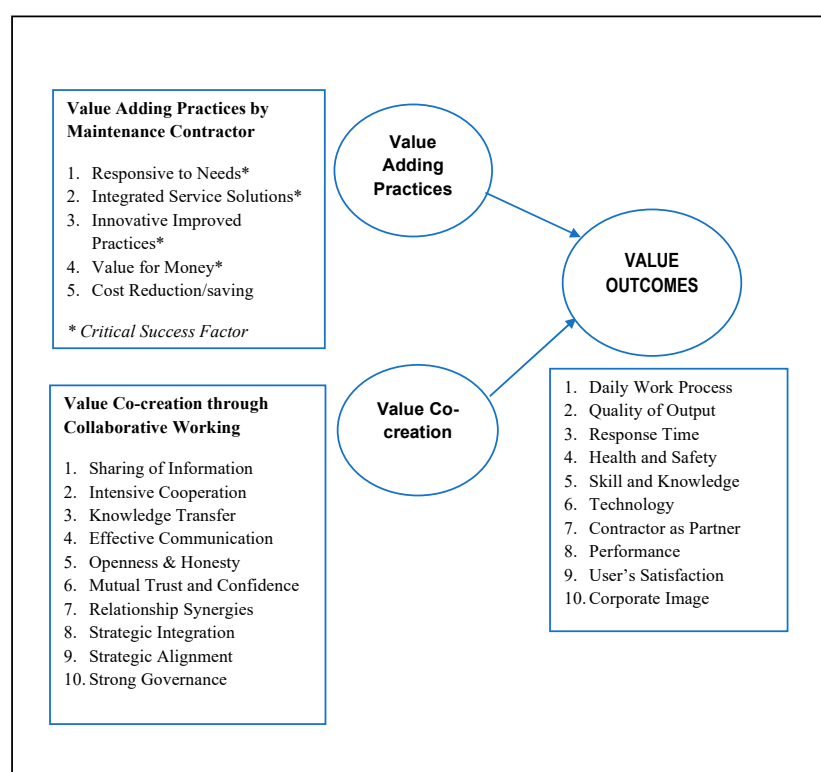 Value Adding Practices by
Maintenance Contractor
1. Responsive to Needs*
2. Integrated Service Solutions*
3. Innovative Improved
Practices*
4. Value for Money*
5. Cost Reduction/saving
* Critical Success Factor
Value
Adding
Practices
VALUE
OUTCOMES
Value Co-creation through
Collaborative Working
1. Sharing of Information
2. Intensive Cooperation
3. Knowledge Transfer
4. Effective Communication
5. Openness & Honesty
6. Mutual Trust and Confidence
7. Relationship Synergies
8. Strategic Integration
9. Strategic Alignment
10. Strong Governance
Value Co-
creation
1. Daily Work Process
2. Quality of Output
3. Response Time
4. Health and Safety
5. Skill and Knowledge
6. Technology
7. Contractor as Partner
8. Performance
9. User’s Satisfaction
10. Corporate Image